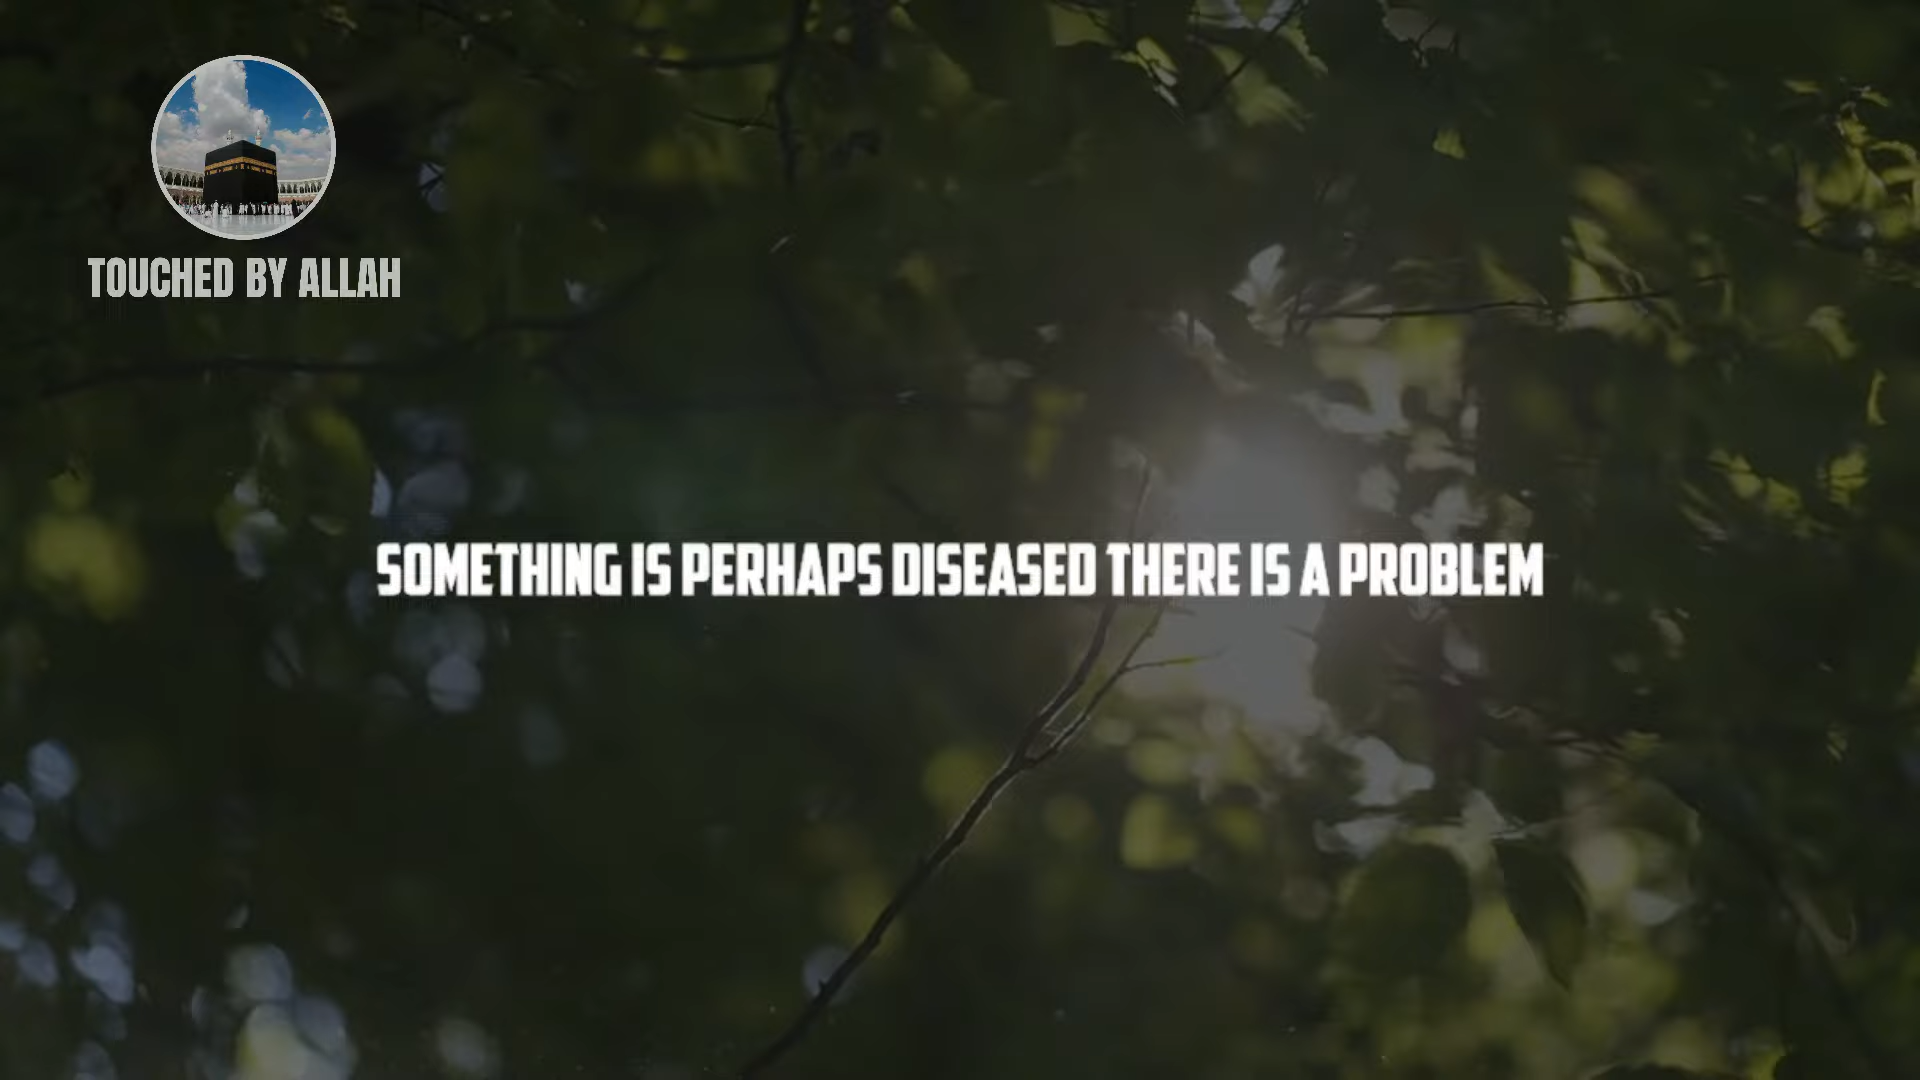 TOUCHED BY ALLAH
SOMETHING IS PERHAPS DISEASED THERE IS A PROBLEM